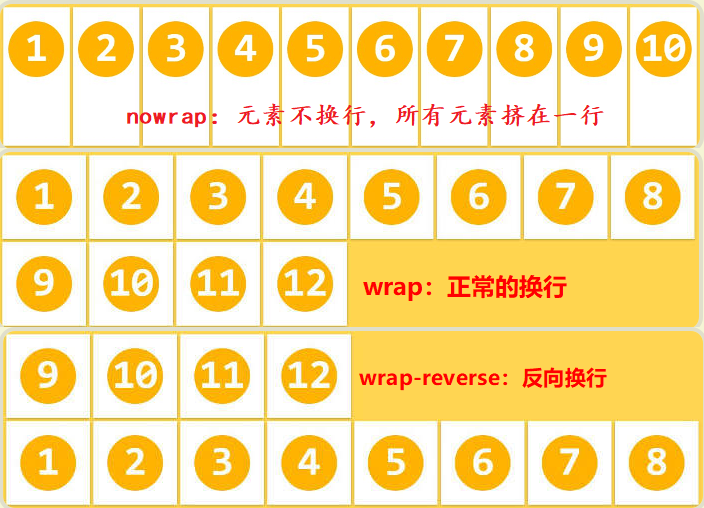 1 2 3 4 5 6 7 8 9 10
nowrap: 元素不换行，所有元素挤在一行
1 2 3 4 5 6 7 8
9 10 11 12 wrap：正常的换行
9 10 11 12 wrap-reverse：反向换行
1 2 3 4 5 6 7 8